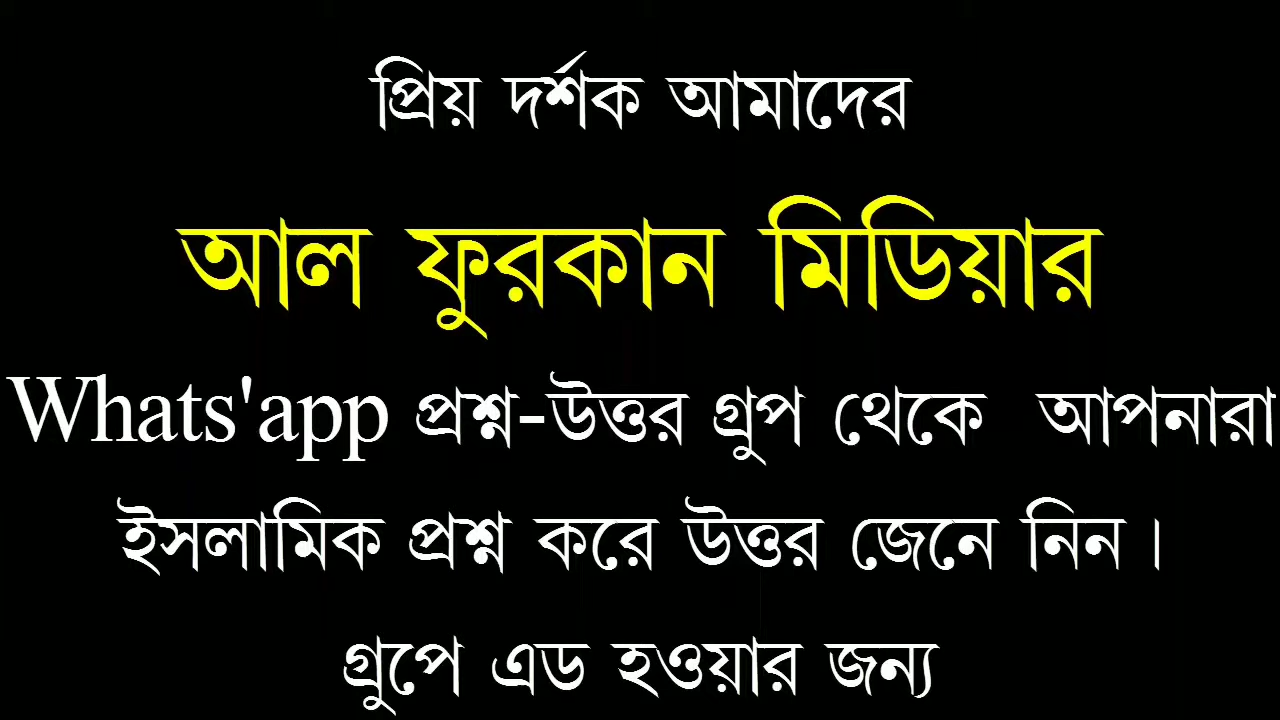 প্রিয় দর্শক আমাদের
আল ফুরকান মিডিয়ার
Whats'app প্রশ্ন-উত্তর গ্রুপ থেকে আপনারা
ইসলামিক প্রশ্ন করে উত্তর জেনে নিন।
গ্রুপে এড হওয়ার জন্য